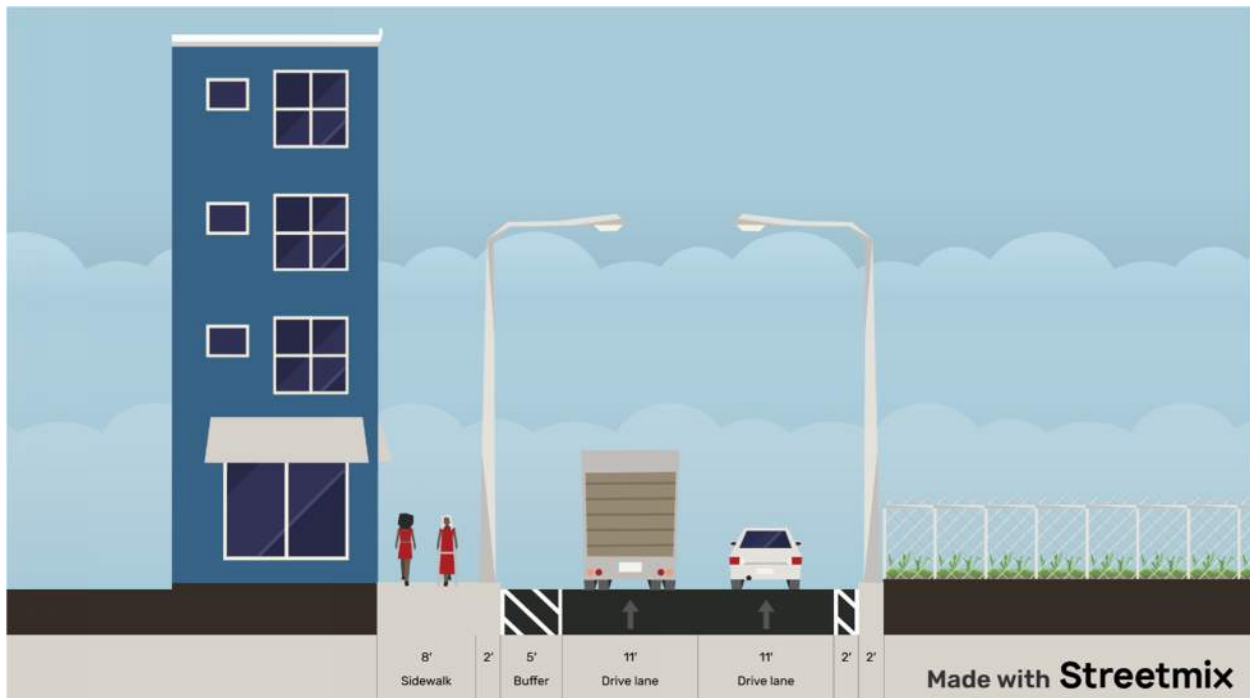 8' 2' 5' 11' 11' 2' 2'
Sidewalk Buffer Drive lane Drive lane
Made with Streetmix